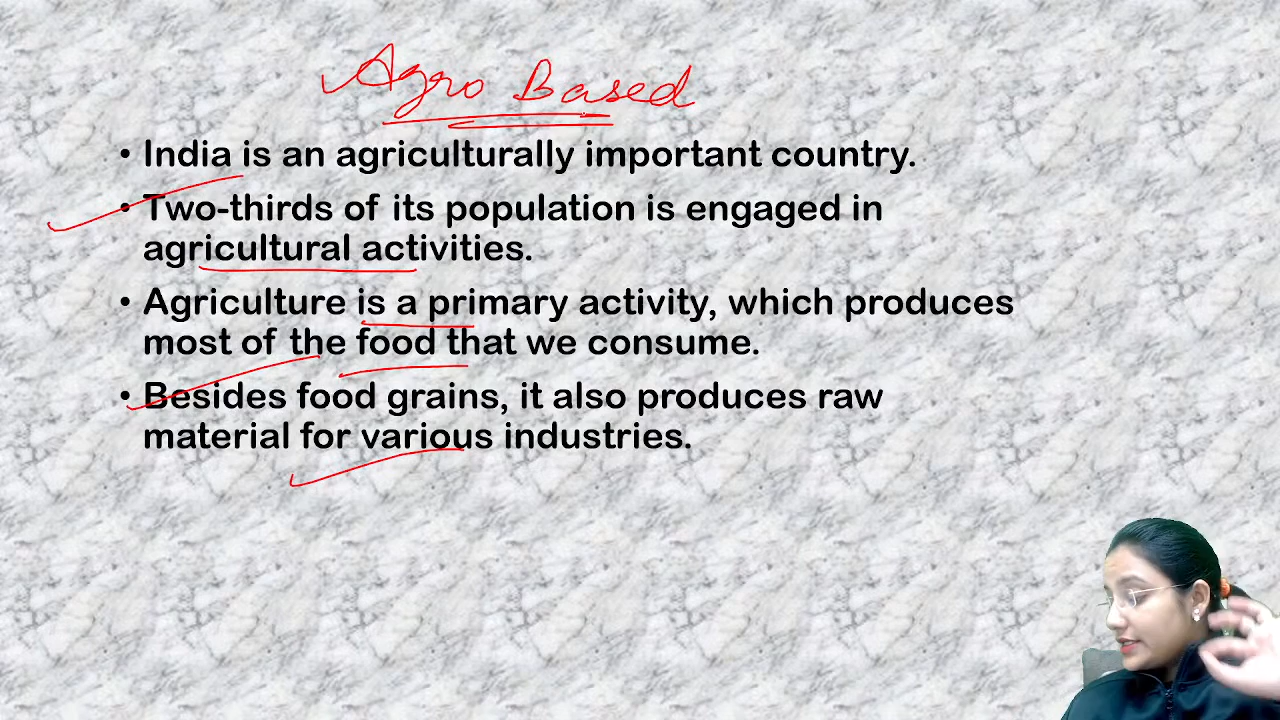 Agro Based
• India is an agriculturally important country.
• Two-thirds of its population is engaged in
agricultural activities.
• Agriculture is a primary activity, which produces
most of the food that we consume.
• Besides food grains, it also produces raw
material for various industries.